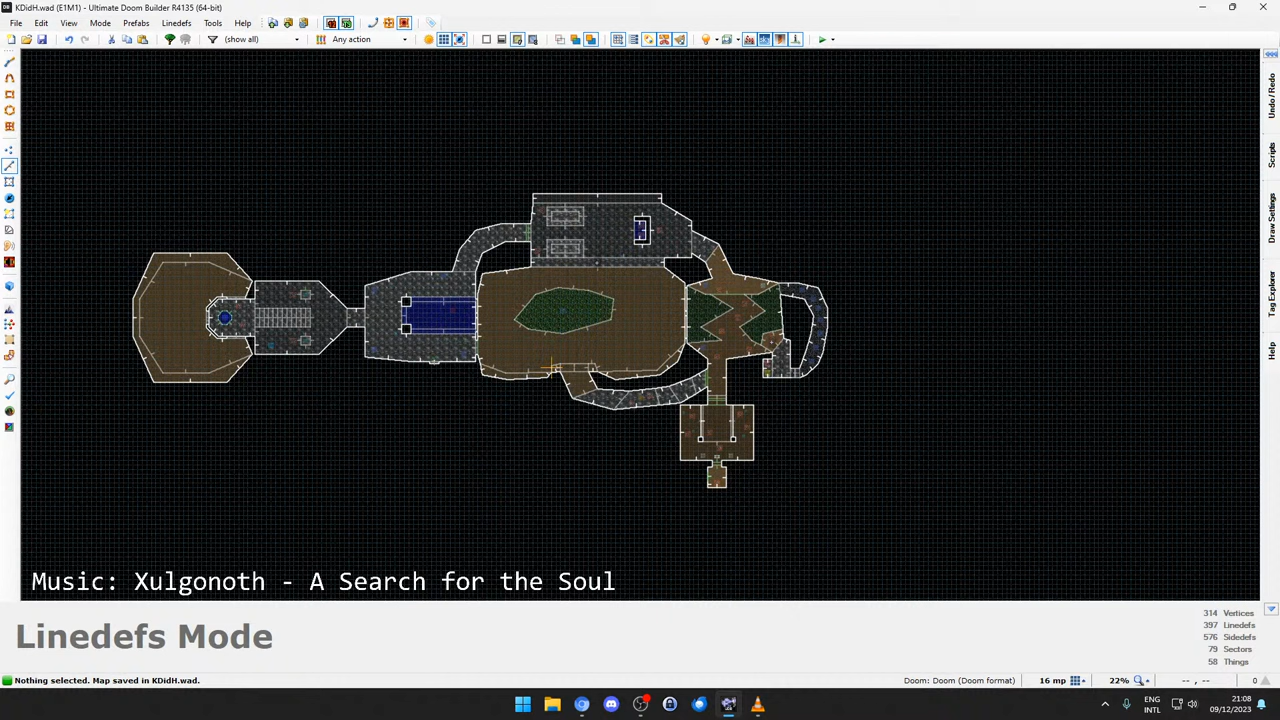 KDidH.wad (E1M1) - Ultimate Doom Builder R4135 (64-bit)
File Edit View Mode Prefabs Linedefs Tools Help
(show all) Any action
Undo / Redo
Scripts
Draw Settings
Tag Explorer
Help
Music: Xulgonoth - A Search for the Soul
Linedefs Mode
314 Vertices
397 Linedefs
576 Sidedefs
79 Sectors
58 Things
Nothing selected. Map saved in KDidH.wad. Doom: Doom (Doom format) 16 mp 22% -- , -- 0
ENG
INTL
21:08
09/12/2023